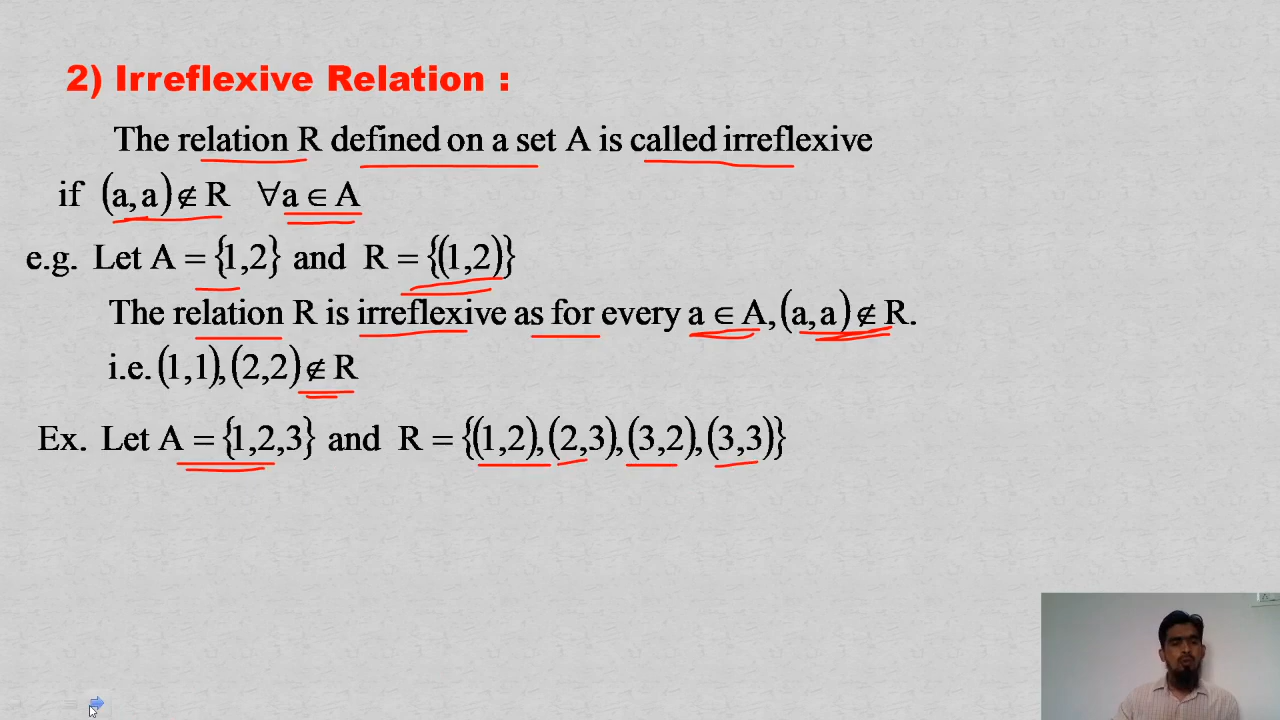 2) Irreflexive Relation :
The relation R defined on a set A is called irreflexive
if (a,a)∉R ∀a∈A
e.g. Let A = {1,2} and R = {(1,2)}
The relation R is irreflexive as for every a∈A,(a,a)∉R.
i.e.(1,1),(2,2)∉R
Ex. Let A = {1,2,3} and R = {(1,2),(2,3),(3,2),(3,3)}